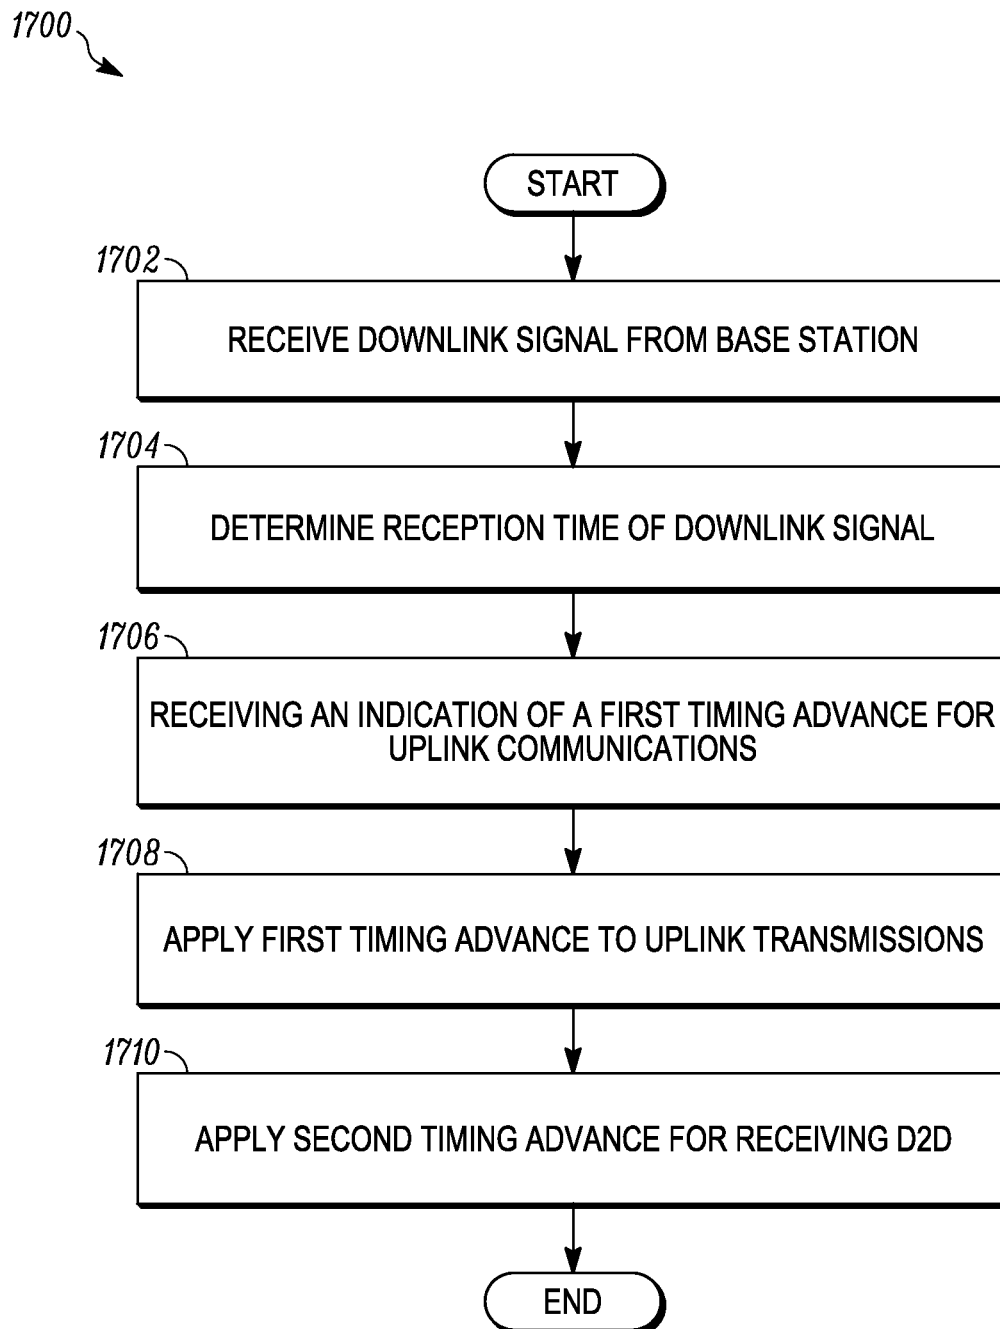 1700
START
1702
RECEIVE DOWNLINK SIGNAL FROM BASE STATION
1704
DETERMINE RECEPTION TIME OF DOWNLINK SIGNAL
1706
RECEIVING AN INDICATION OF A FIRST TIMING ADVANCE FOR
UPLINK COMMUNICATIONS
1708
APPLY FIRST TIMING ADVANCE TO UPLINK TRANSMISSIONS
1710
APPLY SECOND TIMING ADVANCE FOR RECEIVING D2D
END